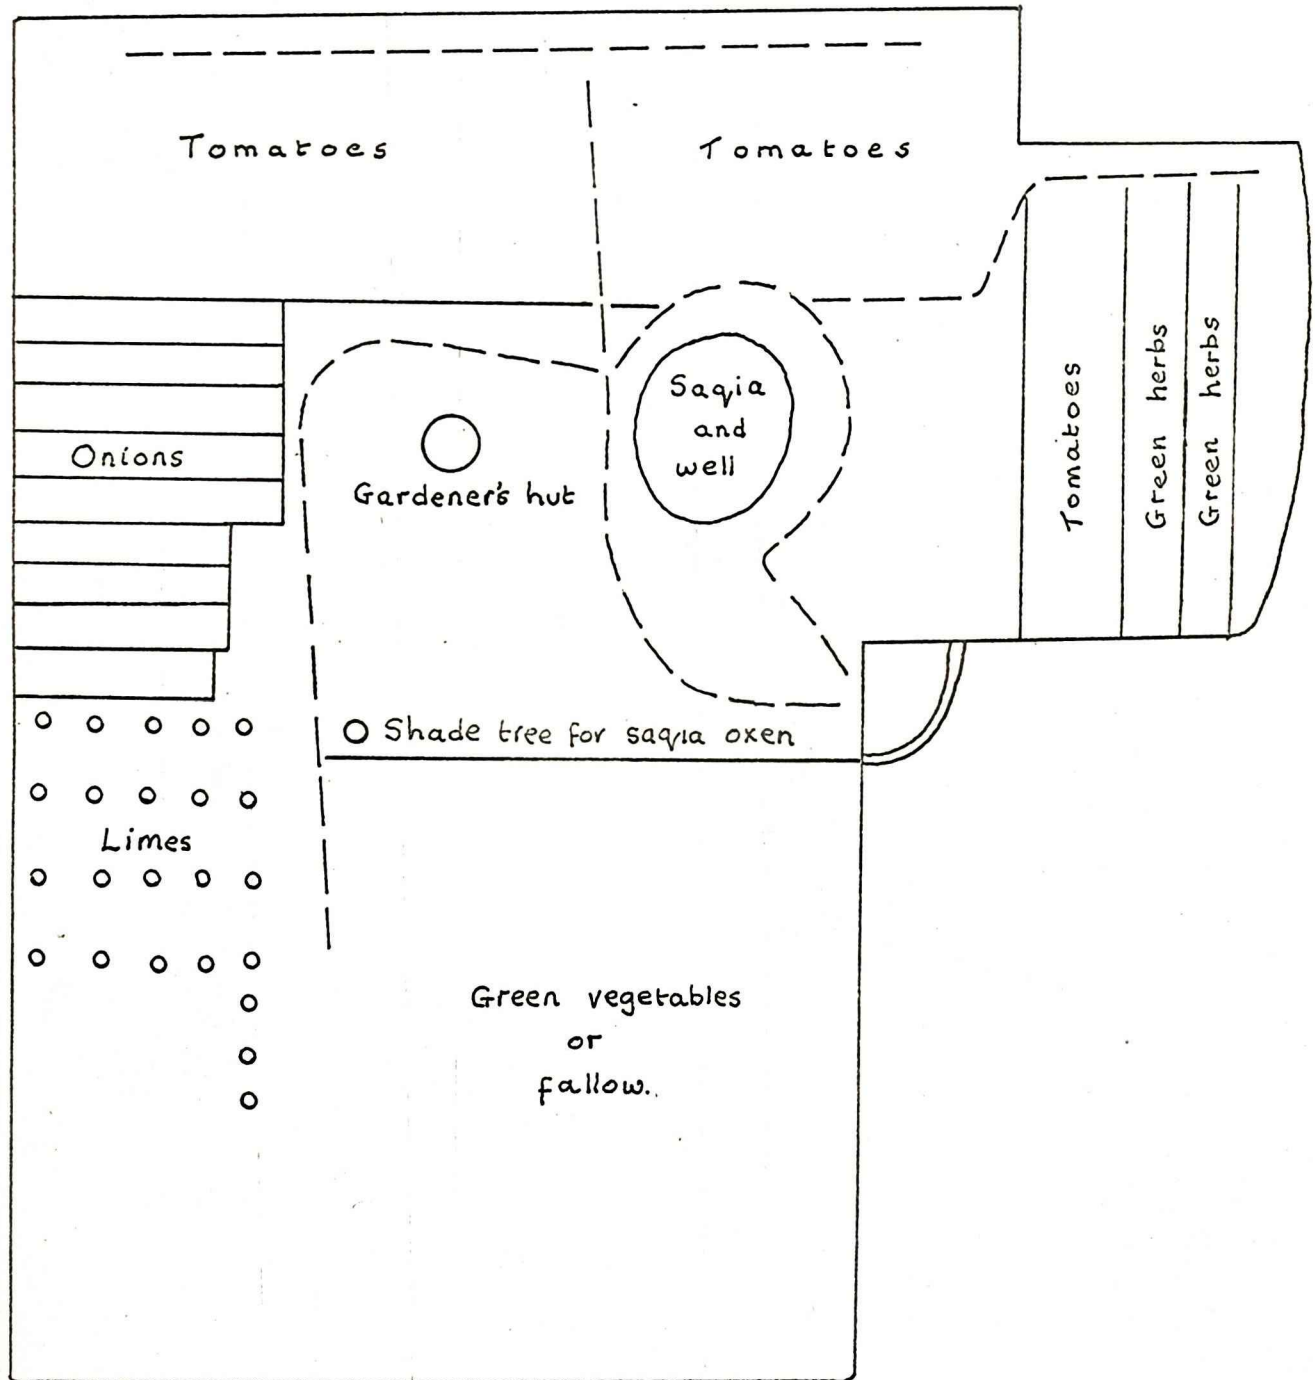 Tomatoes
Tomatoes
Saqia
and
well
Onions
Gardener's hut
Tomatoes
Green herbs
Green herbs
Shade tree for saqia oxen
Limes
Green vegetables
or
fallow.